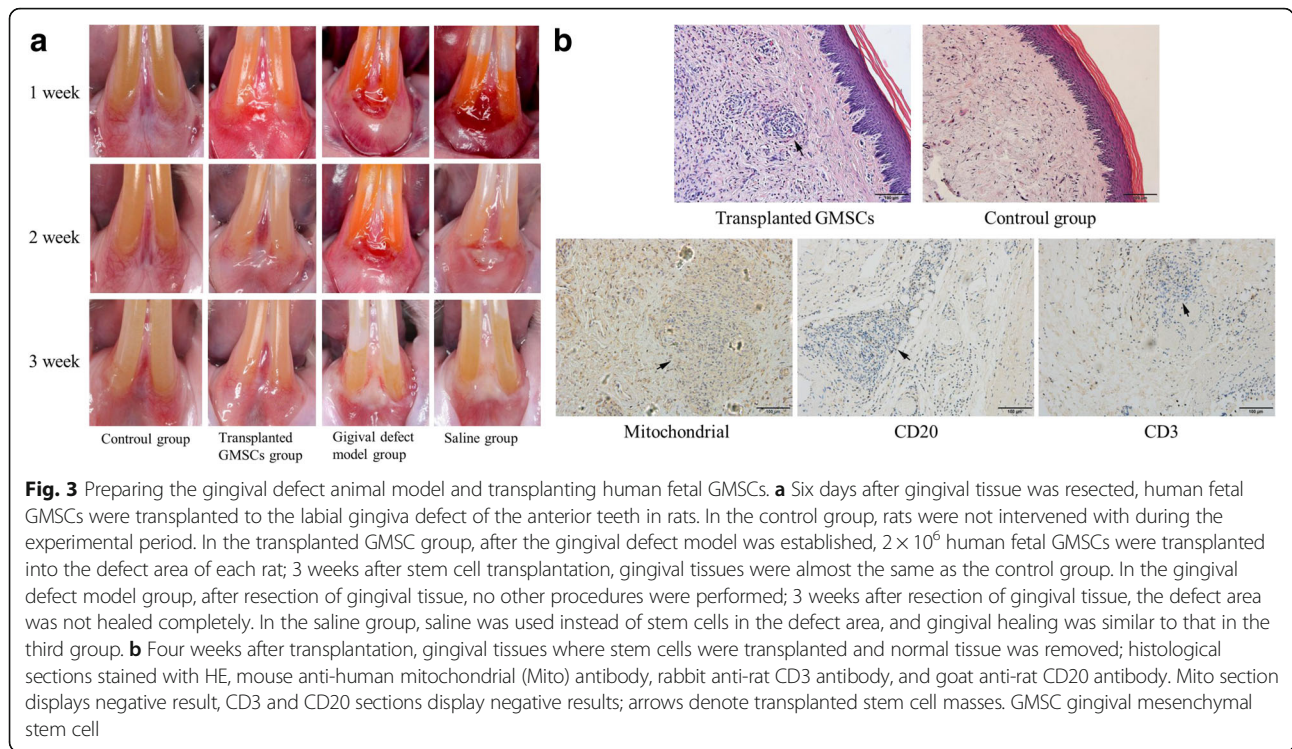 a
b
1 week
2 week
3 week
Controul group
Transplanted
GMSCs group
Gigival defect
model group
Saline group
Transplanted GMSCs
Controul group
Mitochondrial
CD20
CD3
100 μm
100 μm
Fig. 3 Preparing the gingival defect animal model and transplanting human fetal GMSCs. a Six days after gingival tissue was resected, human fetal
GMSCs were transplanted to the labial gingiva defect of the anterior teeth in rats. In the control group, rats were not intervened with during the
experimental period. In the transplanted GMSC group, after the gingival defect model was established, 2 × 10⁶ human fetal GMSCs were transplanted
into the defect area of each rat; 3 weeks after stem cell transplantation, gingival tissues were almost the same as the control group. In the gingival
defect model group, after resection of gingival tissue, no other procedures were performed; 3 weeks after resection of gingival tissue, the defect area
was not healed completely. In the saline group, saline was used instead of stem cells in the defect area, and gingival healing was similar to that in the
third group. b Four weeks after transplantation, gingival tissues where stem cells were transplanted and normal tissue was removed; histological
sections stained with HE, mouse anti-human mitochondrial (Mito) antibody, rabbit anti-rat CD3 antibody, and goat anti-rat CD20 antibody. Mito section
displays negative result, CD3 and CD20 sections display negative results; arrows denote transplanted stem cell masses. GMSC gingival mesenchymal
stem cell